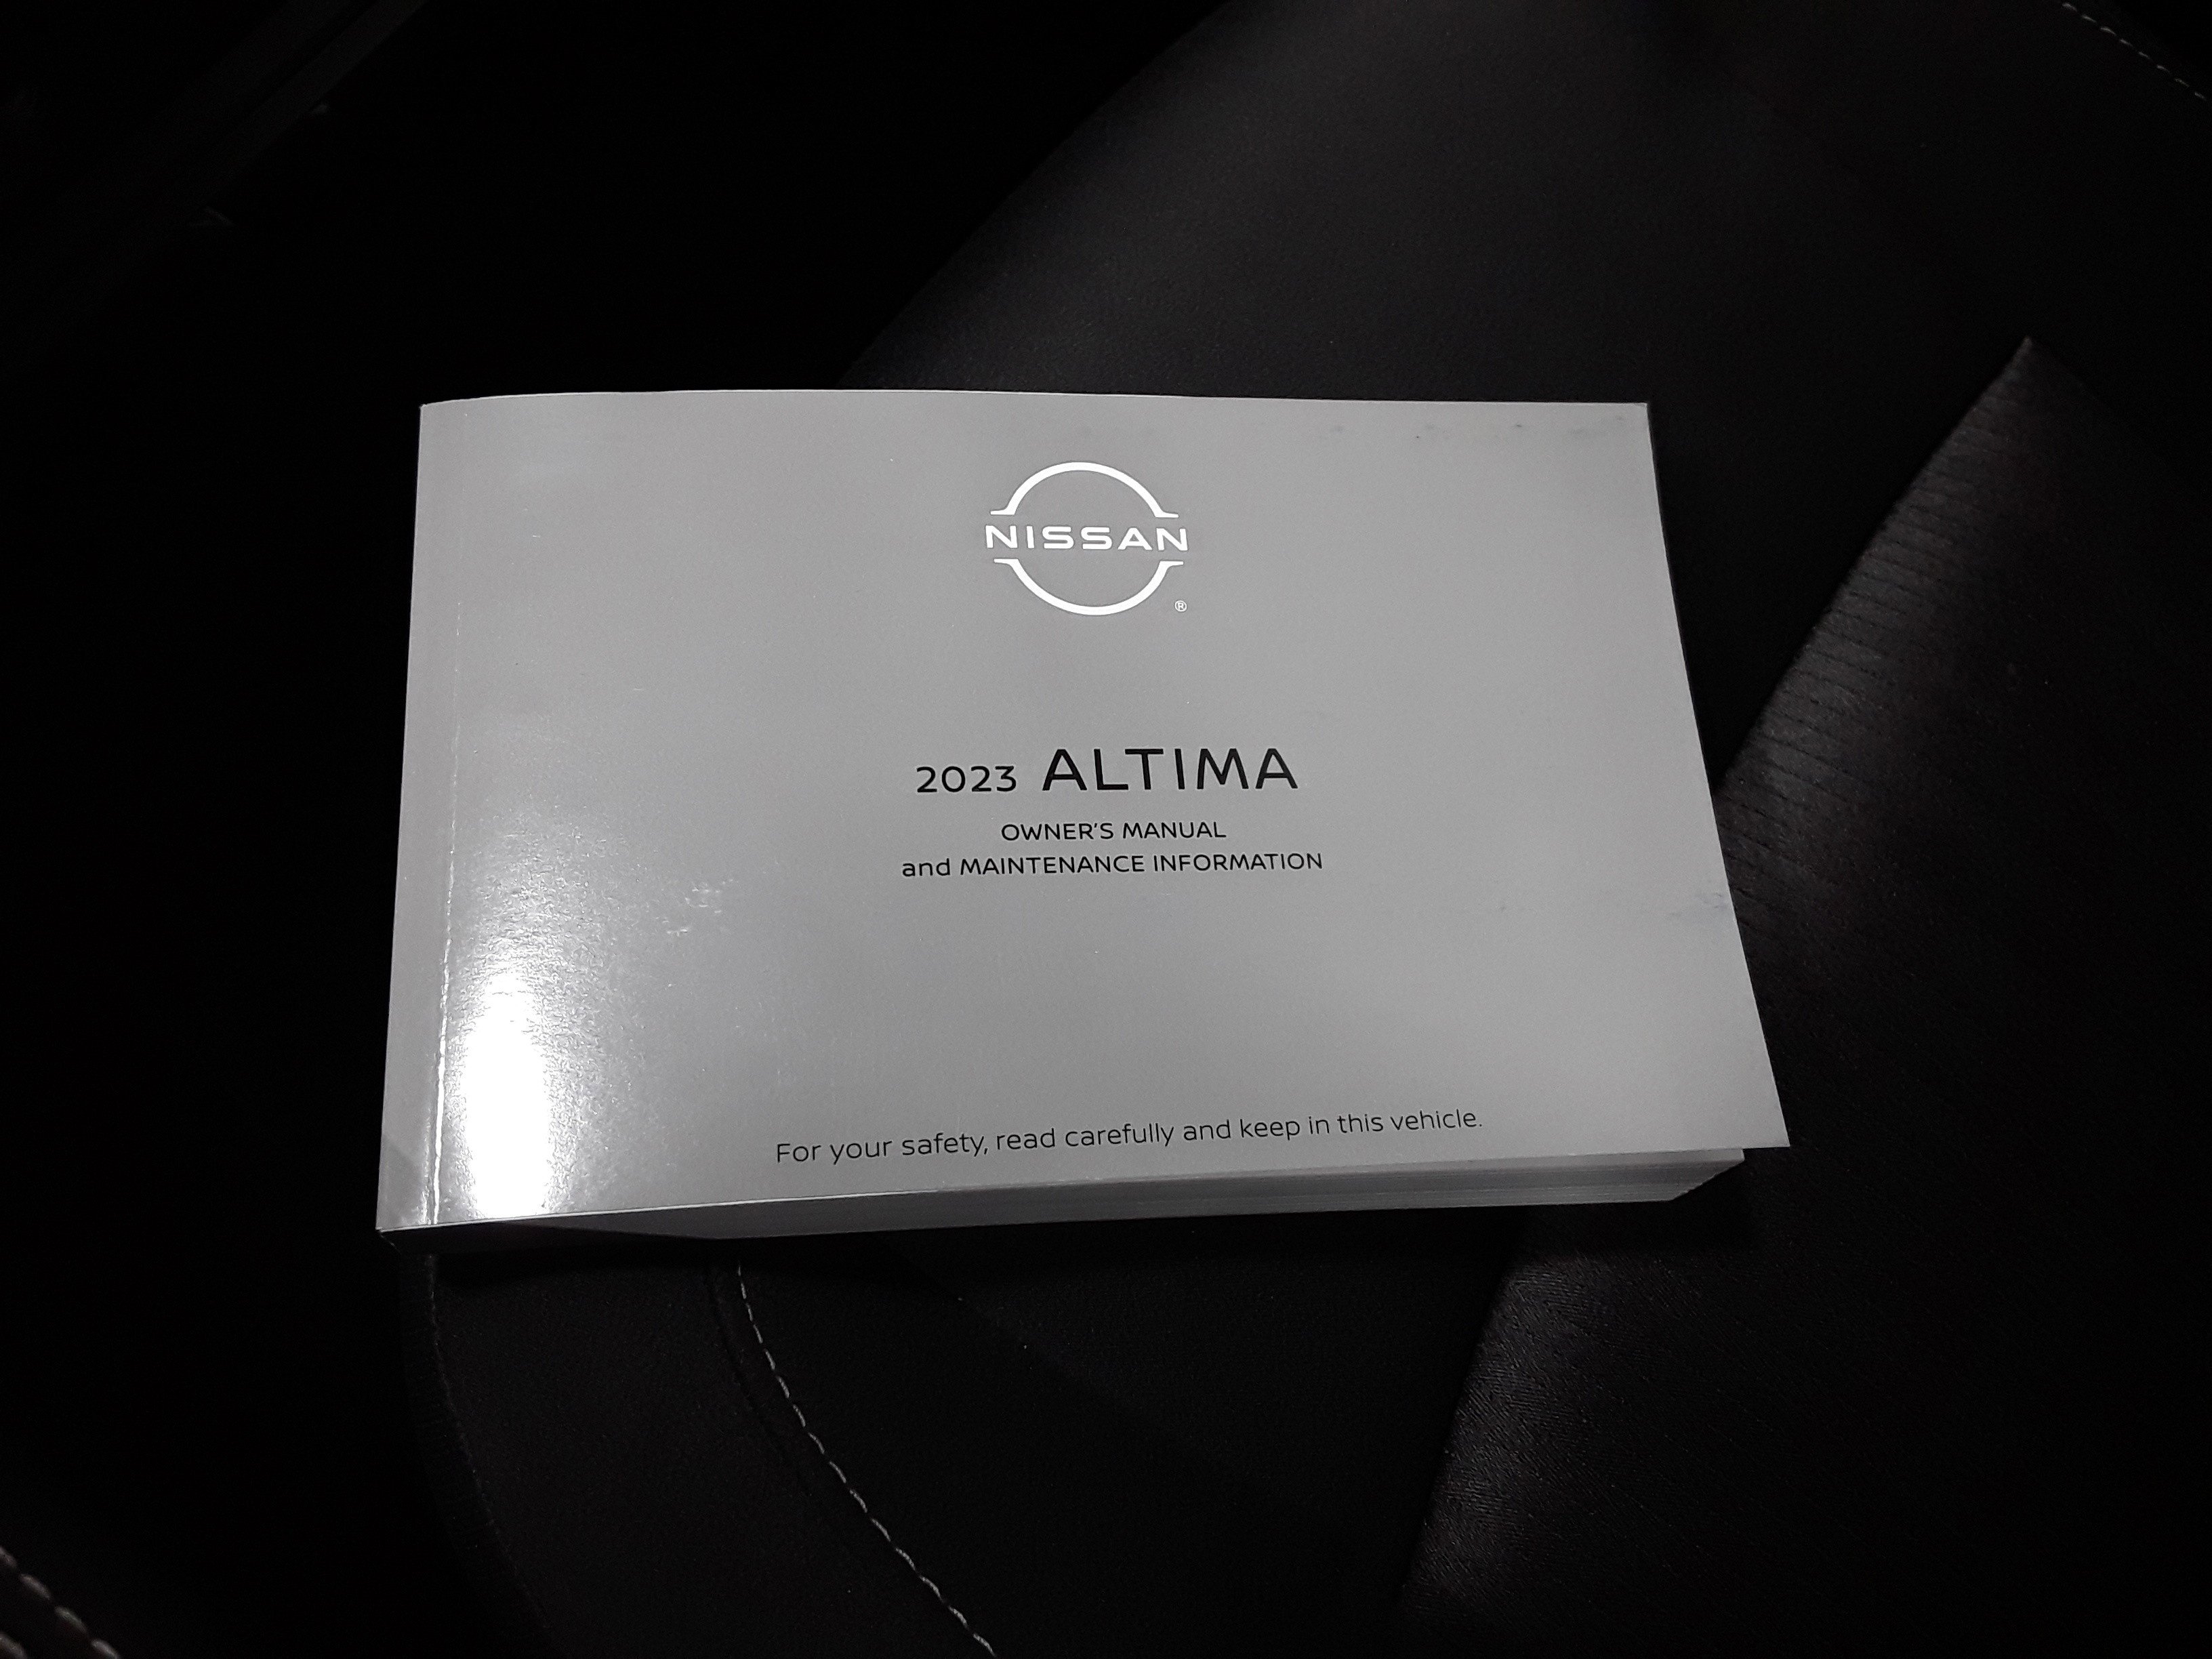 NISSAN
®
2023 ALTIMA
OWNER'S MANUAL
and MAINTENANCE INFORMATION
For your safety, read carefully and keep in this vehicle.